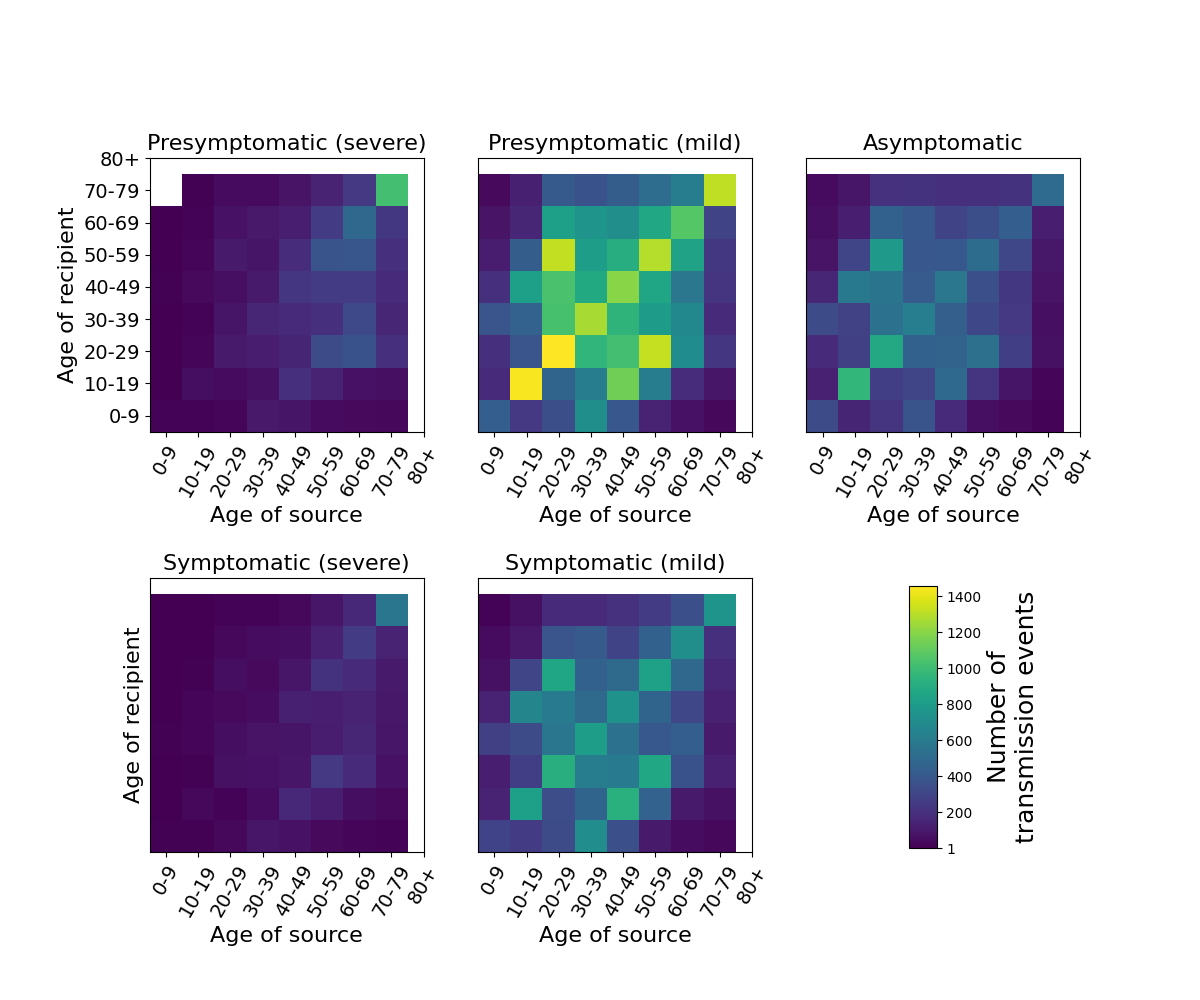 Presymptomatic (severe)
Presymptomatic (mild)
Asymptomatic
Age of recipient
80+
70-79
60-69
50-59
40-49
30-39
20-29
10-19
0-9
0-9 10-19 20-29 30-39 40-49 50-59 60-69 70-79 80+
Age of source
0-9 10-19 20-29 30-39 40-49 50-59 60-69 70-79 80+
Age of source
0-9 10-19 20-29 30-39 40-49 50-59 60-69 70-79 80+
Age of source
Symptomatic (severe)
Symptomatic (mild)
Age of recipient
0-9 10-19 20-29 30-39 40-49 50-59 60-69 70-79 80+
Age of source
0-9 10-19 20-29 30-39 40-49 50-59 60-69 70-79 80+
Age of source
1400
1200
1000
800
600
400
200
1
Number of
transmission events